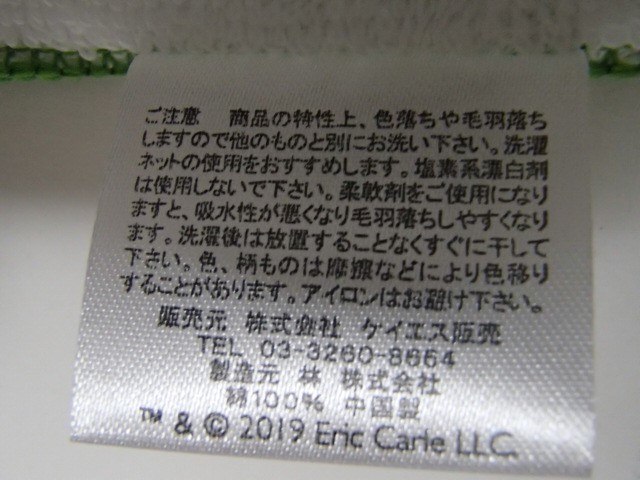 ご注意　商品の特性上、色落ちや毛羽落ち
しますので他のものと別にお洗い下さい。洗濯
ネットの使用をおすすめします。塩素系漂白剤
は使用しないで下さい。柔軟剤をご使用になり
ますと、吸水性が悪くなり毛羽落ちしやすくなり
ます。洗濯後は放置することなくすぐに干して
下さい。色、柄ものは摩擦などにより色移り
することがあります。アイロンはお避け下さい。
販売元　株式会社　ケイエス販売
TEL 03-3260-8664
製造元 林 株式会社
綿100% 中国製
™ & © 2019 Eric Carle LLC.